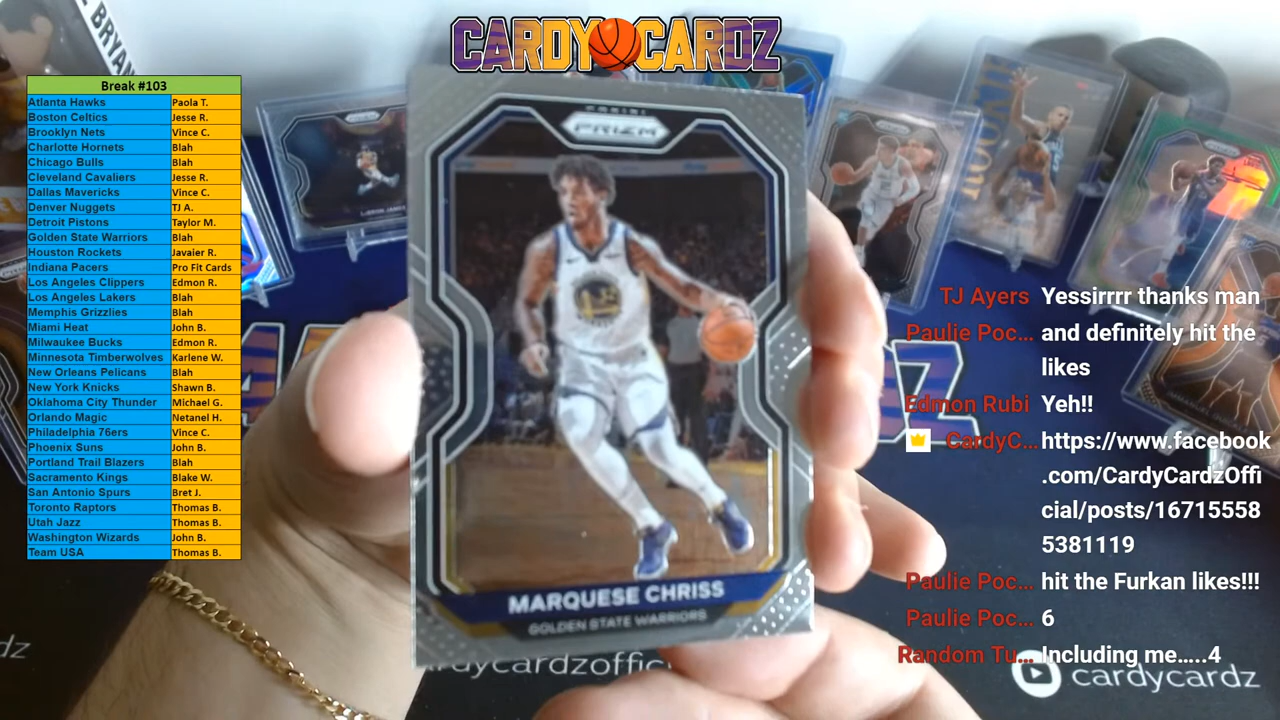 CARDY CARDZ
BRYAN
Break #103
Atlanta Hawks Paola T.
Boston Celtics Jesse R.
Brooklyn Nets Vince C.
Charlotte Hornets Blah
Chicago Bulls Blah
Cleveland Cavaliers Jesse R.
Dallas Mavericks Vince C.
Denver Nuggets TJ A.
Detroit Pistons Taylor M.
Golden State Warriors Blah
Houston Rockets Javaier R.
Indiana Pacers Pro Fit Cards
Los Angeles Clippers Edmon R.
Los Angeles Lakers Blah
Memphis Grizzlies Blah
Miami Heat John B.
Milwaukee Bucks Edmon R.
Minnesota Timberwolves Karlene W.
New Orleans Pelicans Blah
New York Knicks Shawn B.
Oklahoma City Thunder Michael G.
Orlando Magic Netanel H.
Philadelphia 76ers Vince C.
Phoenix Suns John B.
Portland Trail Blazers Blah
Sacramento Kings Blake W.
San Antonio Spurs Bret J.
Toronto Raptors Thomas B.
Utah Jazz Thomas B.
Washington Wizards John B.
Team USA Thomas B.
PANINI
PRIZM
MARQUESE CHRISS
GOLDEN STATE WARRIORS
TJ Ayers Yessirrrr thanks man
Paulie Poc... and definitely hit the
likes
Edmon Rubi Yeh!!
CardyC... https://www.facebook
.com/CardyCardzOffi
cial/posts/16715558
5381119
Paulie Poc... hit the Furkan likes!!!
Paulie Poc... 6
Random Tu... Including me.....4
ardycardzoffic
cardycardz